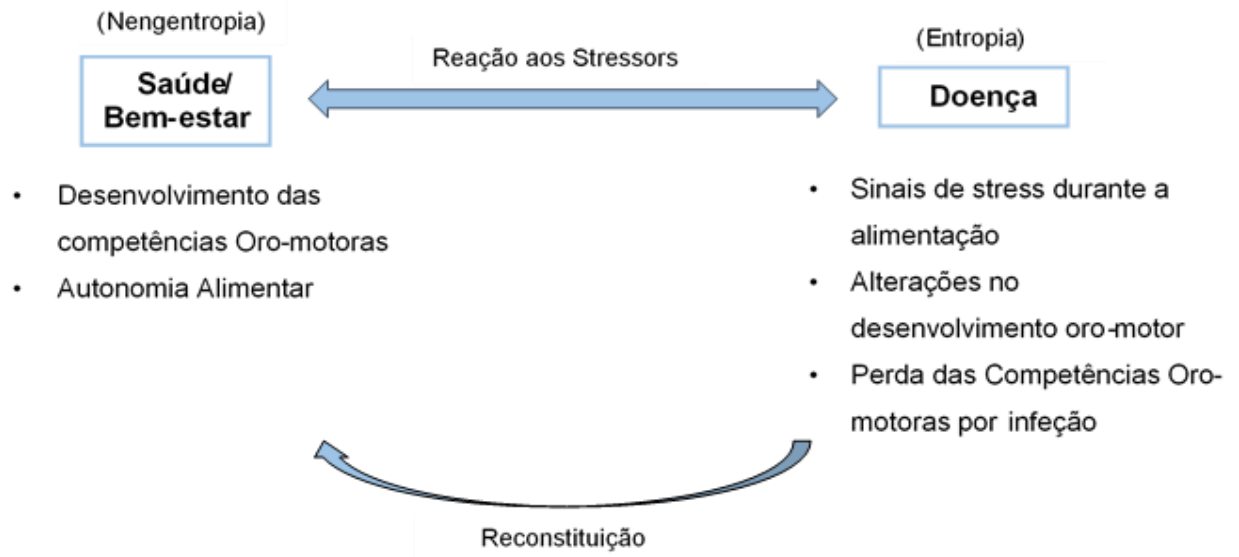 (Nengentropia)
Saúde/
Bem-estar
Reação aos Stressors
(Entropia)
Doença
• Desenvolvimento das
competências Oro-motoras
• Autonomia Alimentar
• Sinais de stress durante a
alimentação
• Alterações no
desenvolvimento oro-motor
• Perda das Competências Oro-
motoras por infeção
Reconstituição